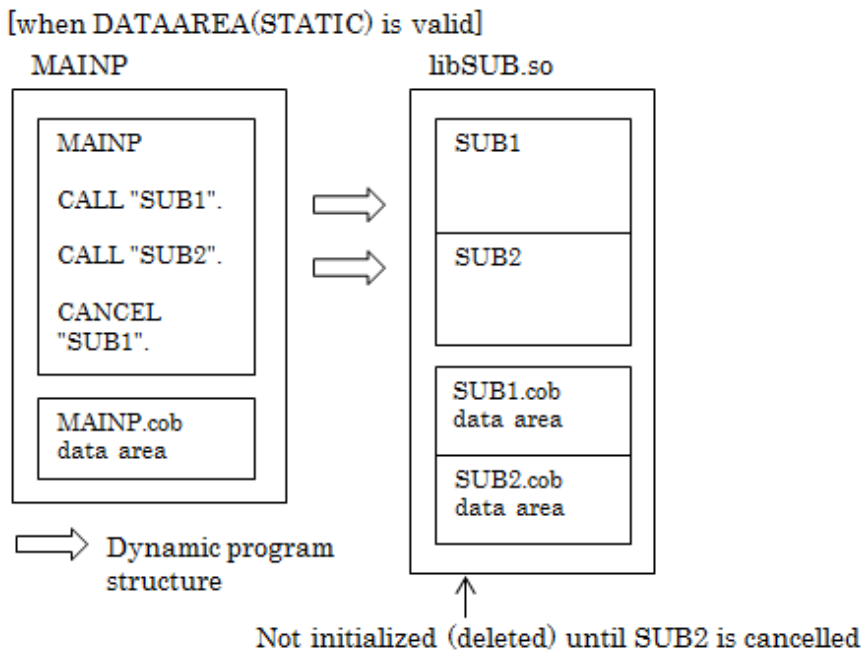 [when DATAAREA(STATIC) is valid]
MAINP
MAINP
CALL "SUB1".
CALL "SUB2".
CANCEL
"SUB1".
MAINP.cob
data area
libSUB.so
SUB1
SUB2
SUB1.cob
data area
SUB2.cob
data area
Dynamic program
structure
Not initialized (deleted) until SUB2 is cancelled